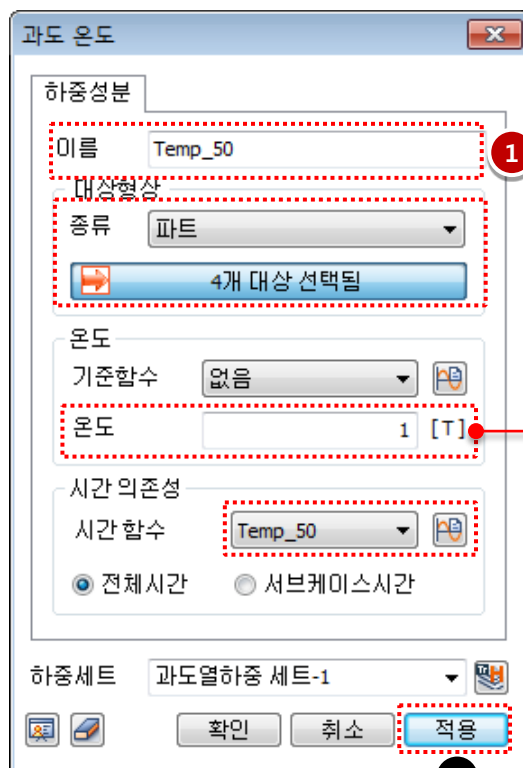 과도 온도
하중성분
이름 Temp_50
1
대상형상
종류 파트
4개 대상 선택됨
온도
기준함수 없음
온도 1 [T]
시간 의존성
시간 함수 Temp_50
전체시간 서브케이스시간
하중세트 과도열하중 세트-1
확인 취소 적용